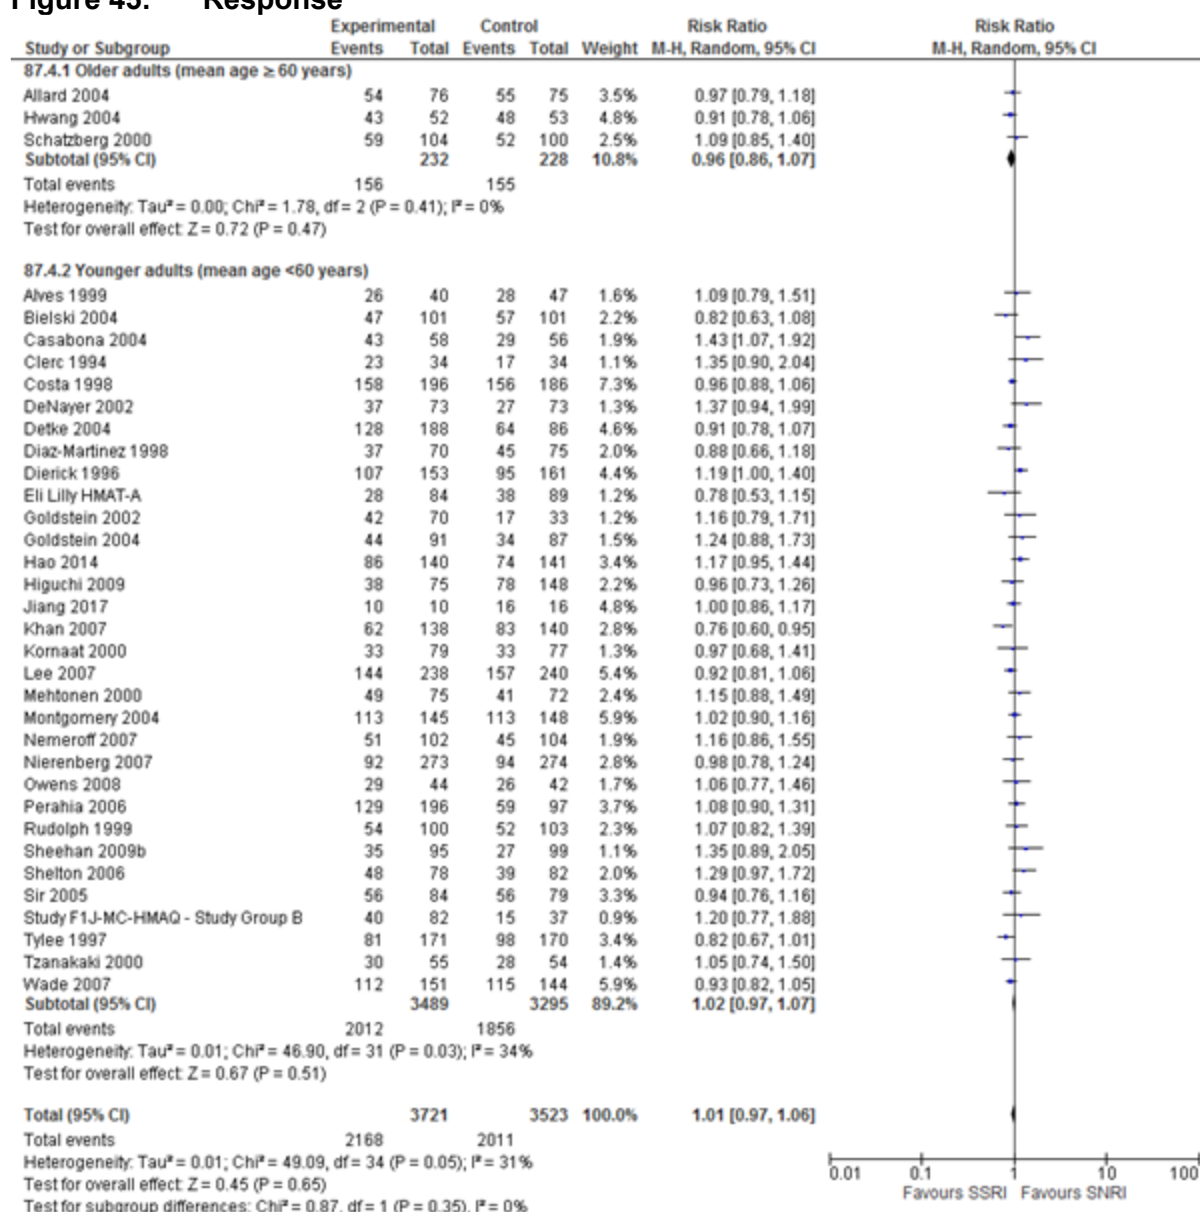 Figure 45: Response
Experimental Control Risk Ratio Risk Ratio
Study or Subgroup Events Total Events Total Weight M-H, Random, 95% CI M-H, Random, 95% CI
87.4.1 Older adults (mean age ≥ 60 years)
Allard 2004 54 76 55 75 3.5% 0.97 [0.79, 1.18]
Hwang 2004 43 52 48 53 4.8% 0.91 [0.78, 1.06]
Schatzberg 2000 59 104 52 100 2.5% 1.09 [0.85, 1.40]
Subtotal (95% CI) 232 228 10.8% 0.96 [0.86, 1.07]
Total events 156 155
Heterogeneity: Tau² = 0.00; Chi² = 1.78, df = 2 (P = 0.41); I² = 0%
Test for overall effect: Z = 0.72 (P = 0.47)
87.4.2 Younger adults (mean age <60 years)
Alves 1999 26 40 28 47 1.6% 1.09 [0.79, 1.51]
Bielski 2004 47 101 57 101 2.2% 0.82 [0.63, 1.08]
Casabona 2004 43 58 29 56 1.9% 1.43 [1.07, 1.92]
Clerc 1994 23 34 17 34 1.1% 1.35 [0.90, 2.04]
Costa 1998 158 196 156 186 7.3% 0.96 [0.88, 1.06]
DeNayer 2002 37 73 27 73 1.3% 1.37 [0.94, 1.99]
Detke 2004 128 188 64 86 4.6% 0.91 [0.78, 1.07]
Diaz-Martinez 1998 37 70 45 75 2.0% 0.88 [0.66, 1.18]
Dierick 1996 107 153 95 161 4.4% 1.19 [1.00, 1.40]
Eli Lilly HMAT-A 28 84 38 89 1.2% 0.78 [0.53, 1.15]
Goldstein 2002 42 70 17 33 1.2% 1.16 [0.79, 1.71]
Goldstein 2004 44 91 34 87 1.5% 1.24 [0.88, 1.73]
Hao 2014 86 140 74 141 3.4% 1.17 [0.95, 1.44]
Higuchi 2009 38 75 78 148 2.2% 0.96 [0.73, 1.26]
Jiang 2017 10 10 16 16 4.8% 1.00 [0.86, 1.17]
Khan 2007 62 138 83 140 2.8% 0.76 [0.60, 0.95]
Kornaat 2000 33 79 33 77 1.3% 0.97 [0.68, 1.41]
Lee 2007 144 238 157 240 5.4% 0.92 [0.81, 1.06]
Mehtonen 2000 49 75 41 72 2.4% 1.15 [0.88, 1.49]
Montgomery 2004 113 145 113 148 5.9% 1.02 [0.90, 1.16]
Nemeroff 2007 51 102 45 104 1.9% 1.16 [0.86, 1.55]
Nierenberg 2007 92 273 94 274 2.8% 0.98 [0.78, 1.24]
Owens 2008 29 44 26 42 1.7% 1.06 [0.77, 1.46]
Perahia 2006 129 196 59 97 3.7% 1.08 [0.90, 1.31]
Rudolph 1999 54 100 52 103 2.3% 1.07 [0.82, 1.39]
Sheehan 2009b 35 95 27 99 1.1% 1.35 [0.89, 2.05]
Shelton 2006 48 78 39 82 2.0% 1.29 [0.97, 1.72]
Sir 2005 56 84 56 79 3.3% 0.94 [0.76, 1.16]
Study F1J-MC-HMAQ - Study Group B 40 82 15 37 0.9% 1.20 [0.77, 1.88]
Tylee 1997 81 171 98 170 3.4% 0.82 [0.67, 1.01]
Tzanakaki 2000 30 55 28 54 1.4% 1.05 [0.74, 1.50]
Wade 2007 112 151 115 144 5.9% 0.93 [0.82, 1.05]
Subtotal (95% CI) 3489 3295 89.2% 1.02 [0.97, 1.07]
Total events 2012 1856
Heterogeneity: Tau² = 0.01; Chi² = 46.90, df = 31 (P = 0.03); I² = 34%
Test for overall effect: Z = 0.67 (P = 0.51)
Total (95% CI) 3721 3523 100.0% 1.01 [0.97, 1.06]
Total events 2168 2011
Heterogeneity: Tau² = 0.01; Chi² = 49.09, df = 34 (P = 0.05); I² = 31%
Test for overall effect: Z = 0.45 (P = 0.65)
Test for subgroup differences: Chi² = 0.87, df = 1 (P = 0.35), I² = 0%
0.01 0.1 1 10 100
Favours SSRI Favours SNRI